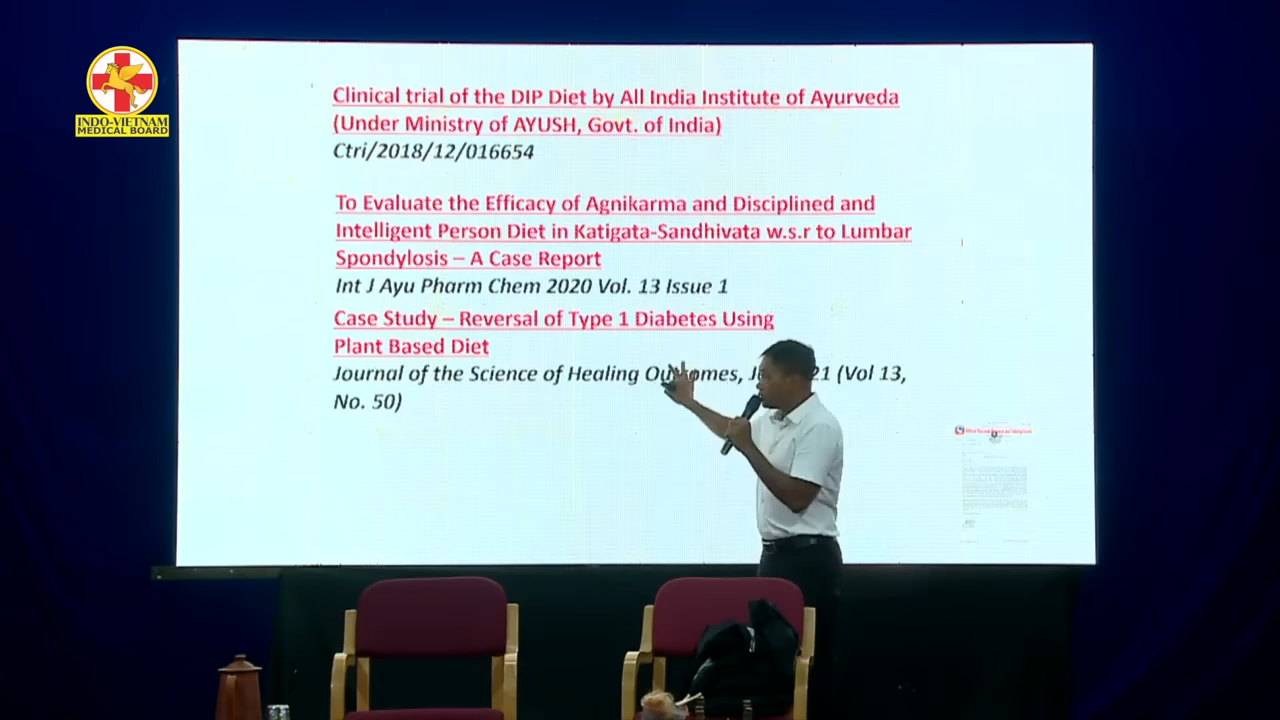 INDO-VIETNAM
MEDICAL BOARD
Clinical trial of the DIP Diet by All India Institute of Ayurveda
(Under Ministry of AYUSH, Govt. of India)
Ctri/2018/12/016654
To Evaluate the Efficacy of Agnikarma and Disciplined and
Intelligent Person Diet in Katigata-Sandhivata w.s.r to Lumbar
Spondylosis – A Case Report
Int J Ayu Pharm Chem 2020 Vol. 13 Issue 1
Case Study – Reversal of Type 1 Diabetes Using
Plant Based Diet
Journal of the Science of Healing (Vol 13,
No. 50)